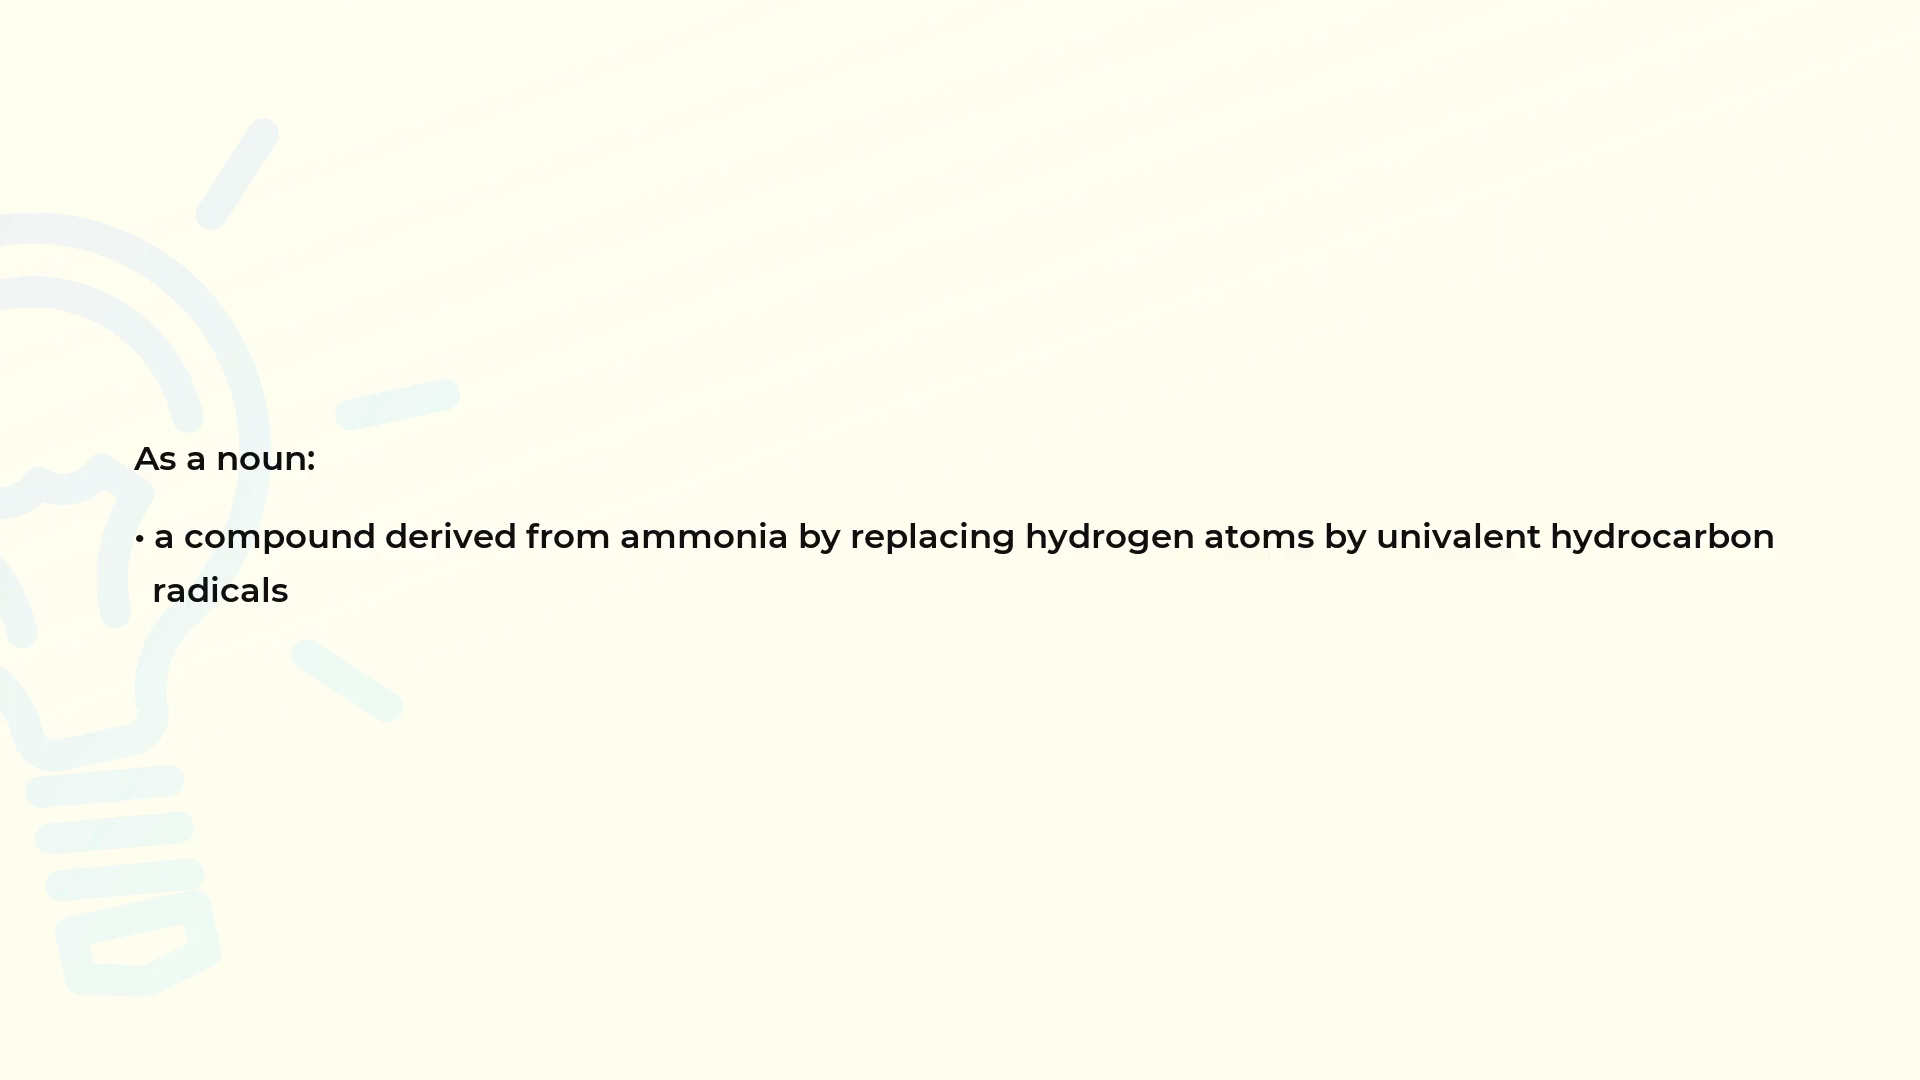 As a noun:
• a compound derived from ammonia by replacing hydrogen atoms by univalent hydrocarbon
radicals